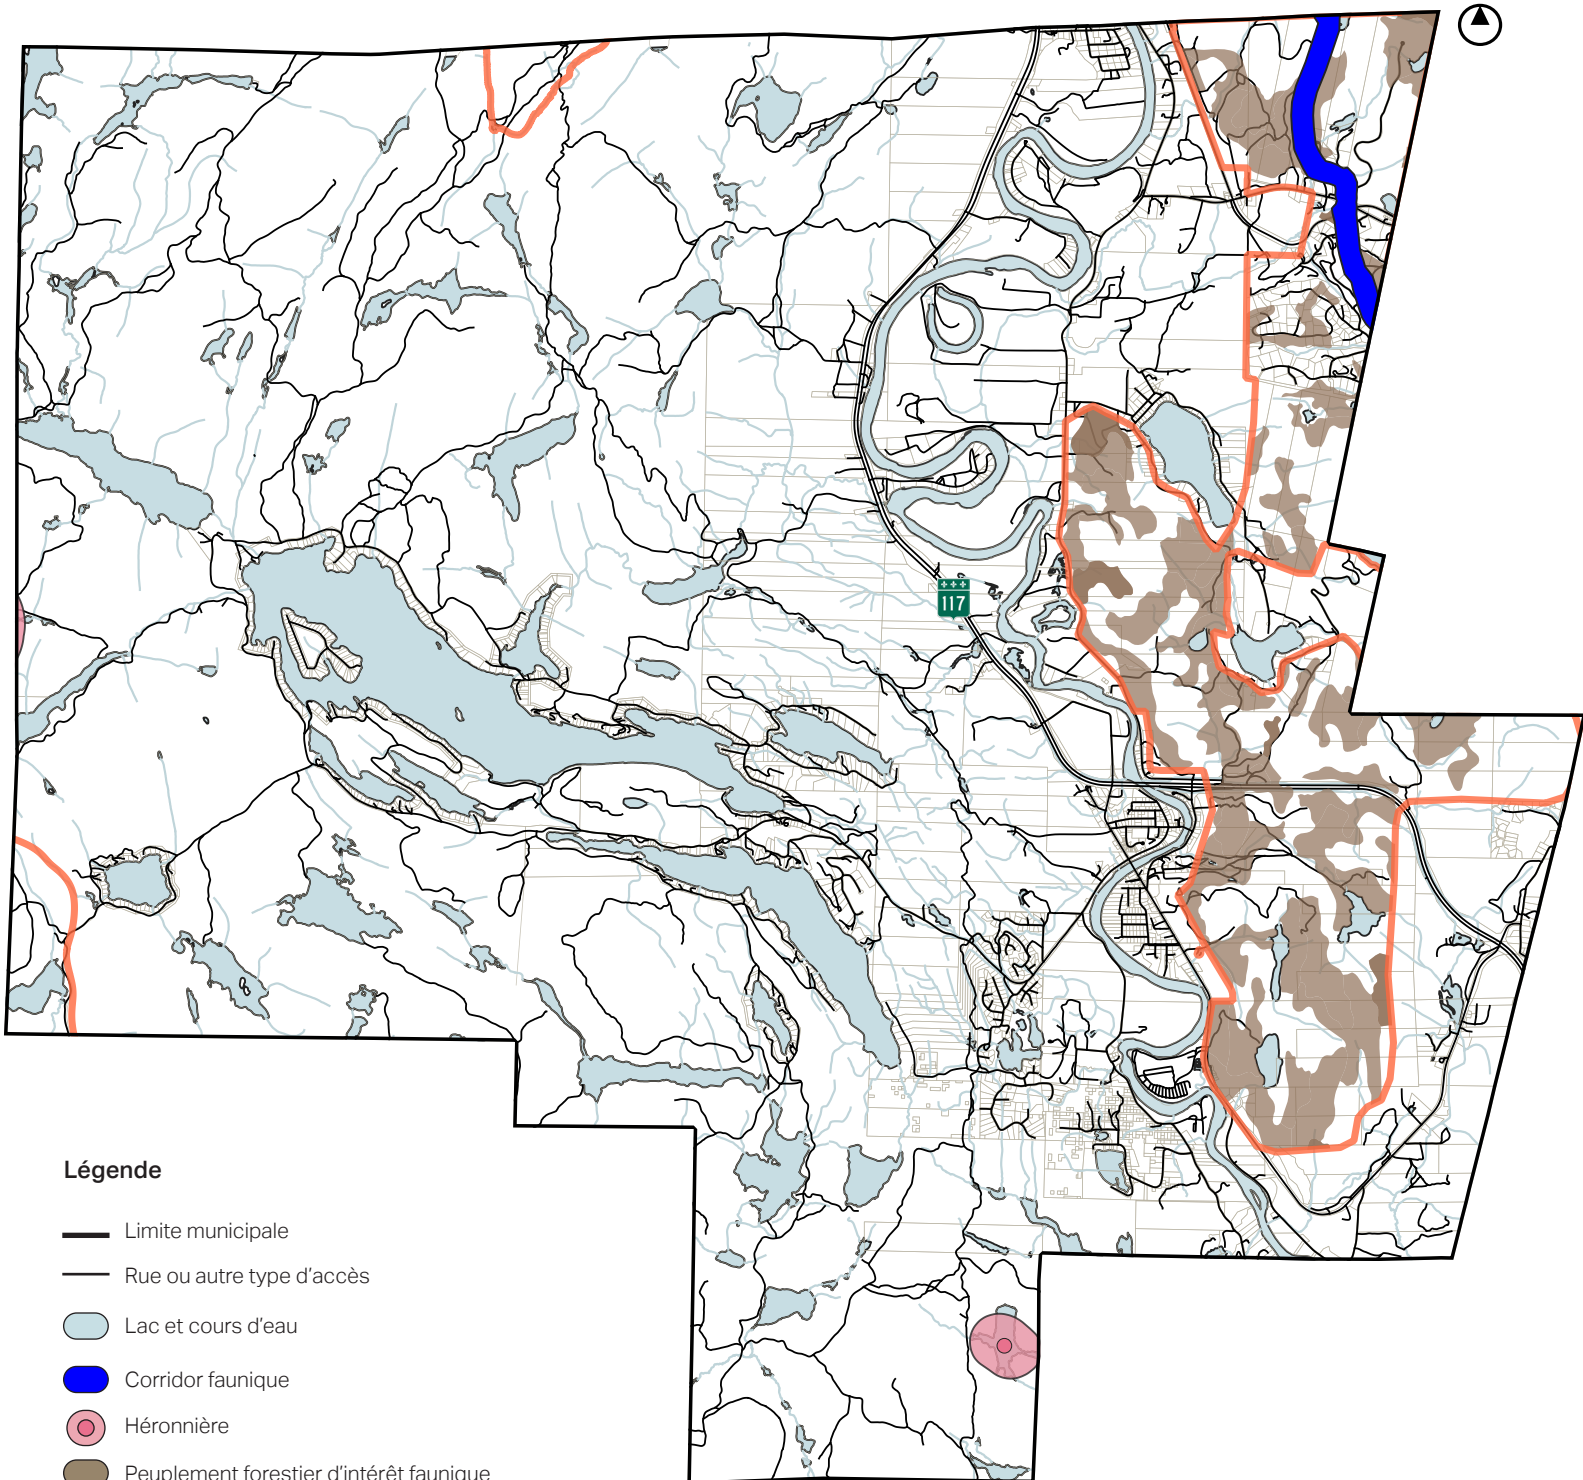 117
Légende
Limite municipale
Rue ou autre type d'accès
Lac et cours d'eau
Corridor faunique
Héronnière
Peuplement forestier d'intérêt faunique